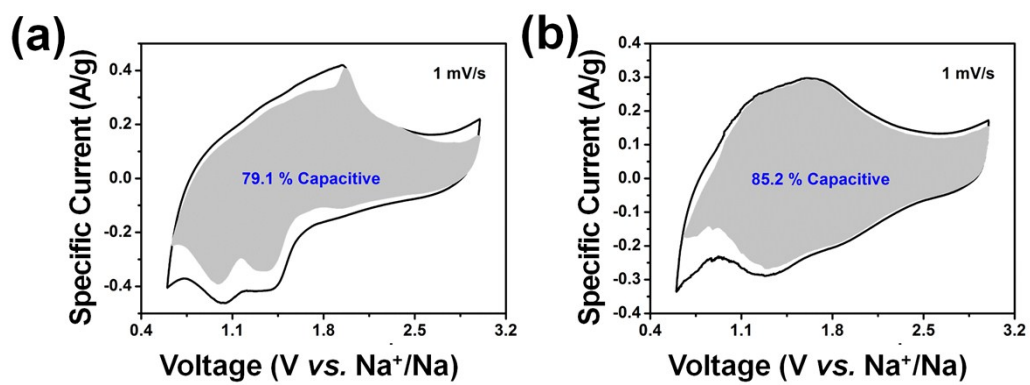 (a)
Specific Current (A/g)
0.4
0.2
0.0
-0.2
-0.4
1 mV/s
79.1 % Capacitive
0.4 1.1 1.8 2.5 3.2
Voltage (V vs. Na⁺/Na)
(b)
Specific Current (A/g)
0.4
0.3
0.2
0.1
0.0
-0.1
-0.2
-0.3
-0.4
1 mV/s
85.2 % Capacitive
0.4 1.1 1.8 2.5 3.2
Voltage (V vs. Na⁺/Na)